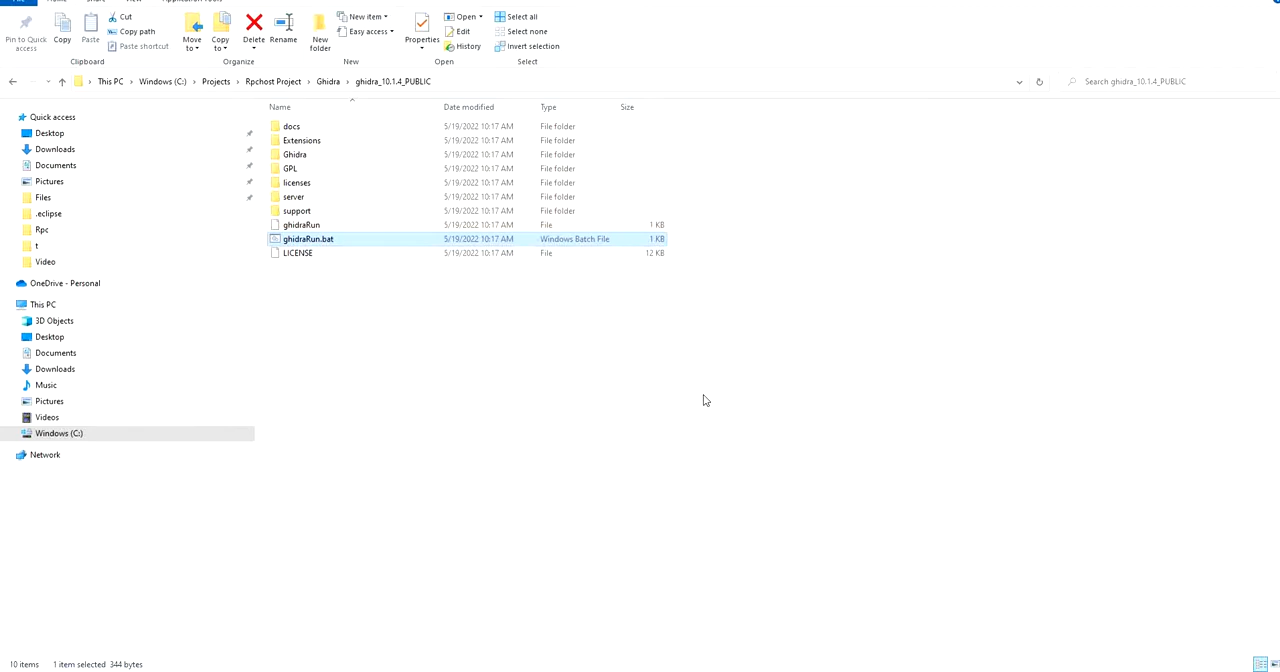 Pin to Quick access
Copy
Paste
Cut
Copy path
Paste shortcut
Clipboard
Move to
Copy to
Delete
Rename
Organize
New folder
New item
Easy access
New
Properties
Open
Edit
History
Open
Select all
Select none
Invert selection
Select
This PC > Windows (C:) > Projects > Rpchost Project > Ghidra > ghidra_10.1.4_PUBLIC
Search ghidra_10.1.4_PUBLIC
Quick access
Desktop
Downloads
Documents
Pictures
Files
.eclipse
Rpc
t
Video
OneDrive - Personal
This PC
3D Objects
Desktop
Documents
Downloads
Music
Pictures
Videos
Windows (C:)
Network
Name Date modified Type Size
docs 5/19/2022 10:17 AM File folder
Extensions 5/19/2022 10:17 AM File folder
Ghidra 5/19/2022 10:17 AM File folder
GPL 5/19/2022 10:17 AM File folder
licenses 5/19/2022 10:17 AM File folder
server 5/19/2022 10:17 AM File folder
support 5/19/2022 10:17 AM File folder
ghidraRun 5/19/2022 10:17 AM File 1 KB
ghidraRun.bat 5/19/2022 10:17 AM Windows Batch File 1 KB
LICENSE 5/19/2022 10:17 AM File 12 KB
10 items 1 item selected 344 bytes